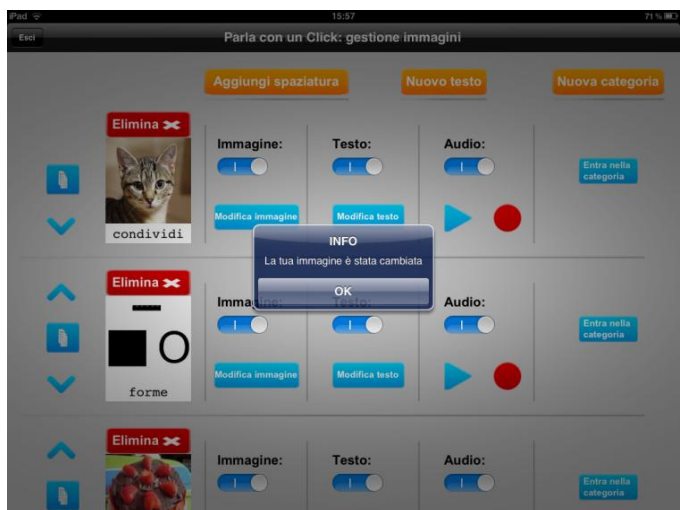 iPad 15:57 71 %
Esci Parla con un Click: gestione immagini
Aggiungi spaziatura Nuovo testo Nuova categoria
Elimina
Immagine: Testo: Audio:
Entra nella
categoria
Modifica immagine Modifica testo
condividi
INFO
La tua immagine è stata cambiata
OK
Elimina
Immagine: Testo: Audio:
Entra nella
categoria
Modifica immagine Modifica testo
forme
Elimina
Immagine: Testo: Audio:
Entra nella
categoria